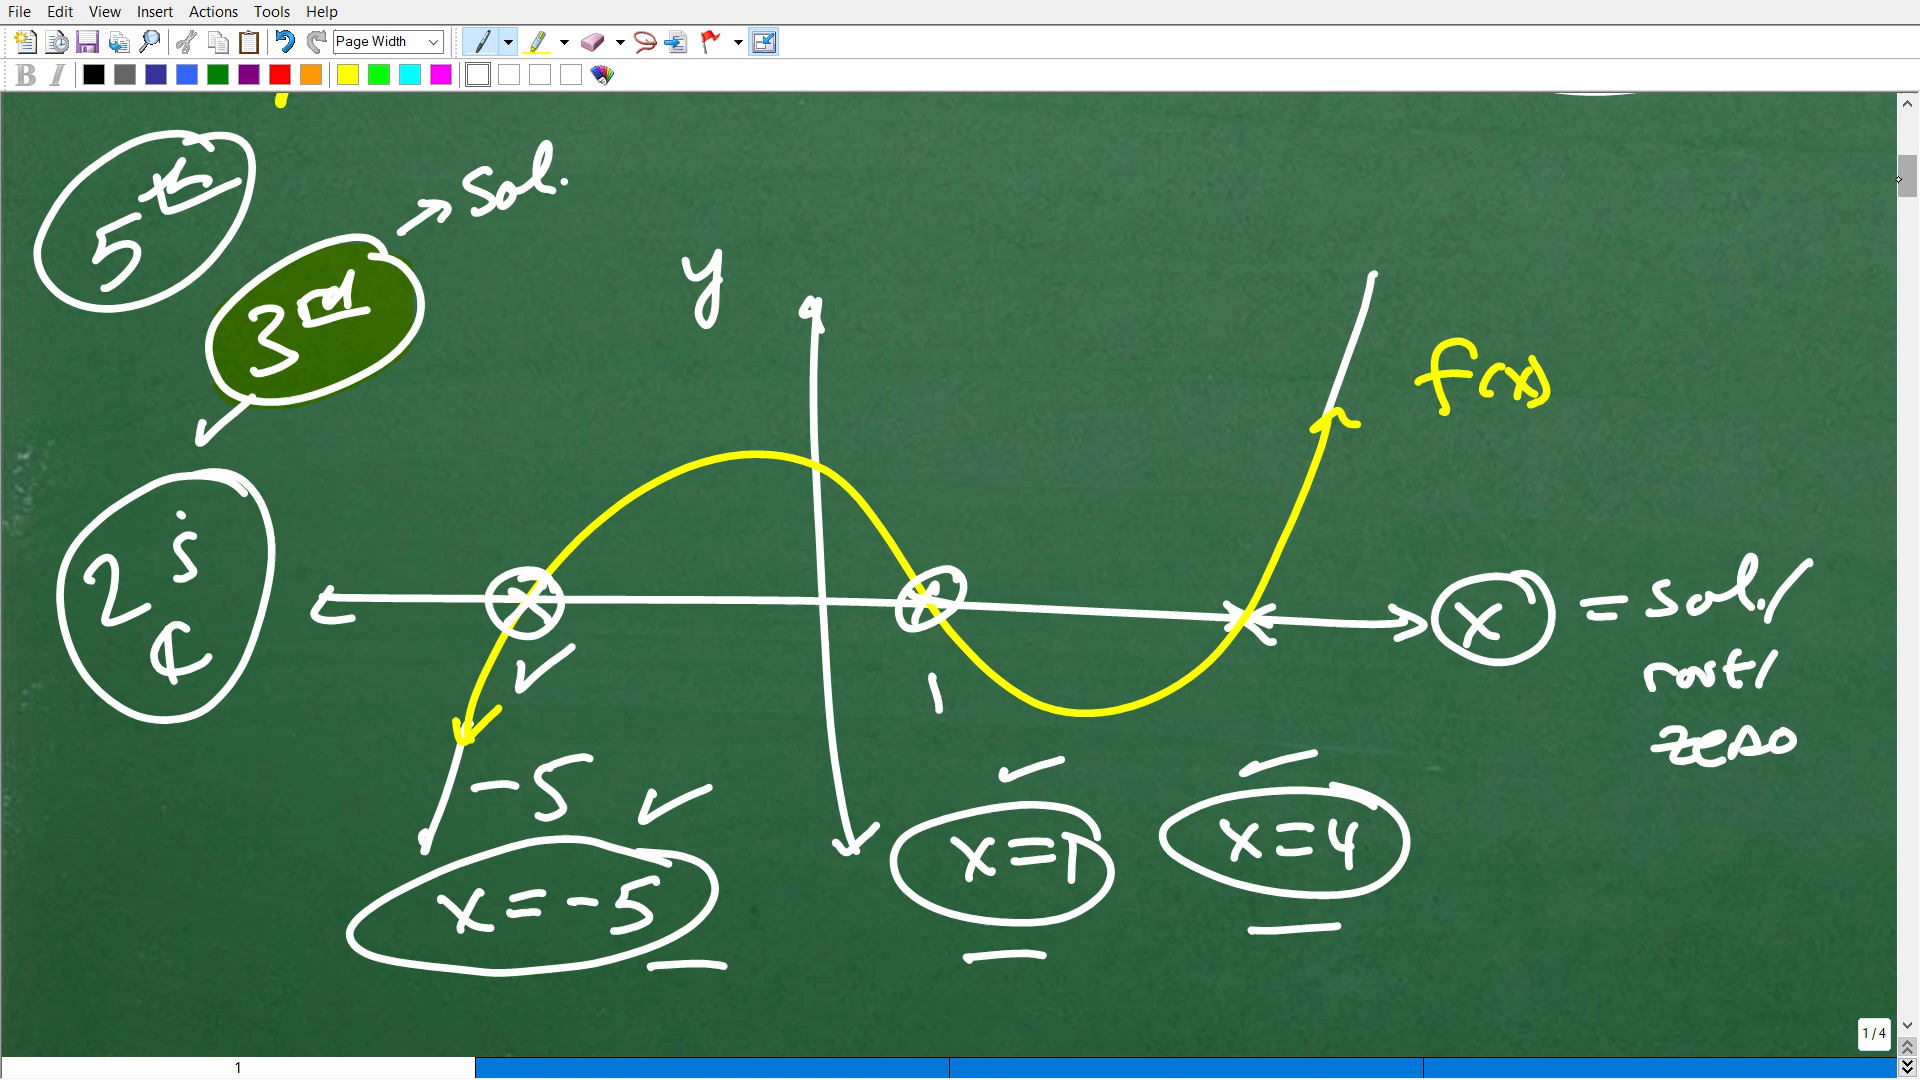 File Edit View Insert Actions Tools Help
Page Width
B I
5th
3rd → Sol.
y
f(x)
2 i
¢
x = sol./
root/
zero
1
-5
x=-5
x=1
x=4
1 / 4
1